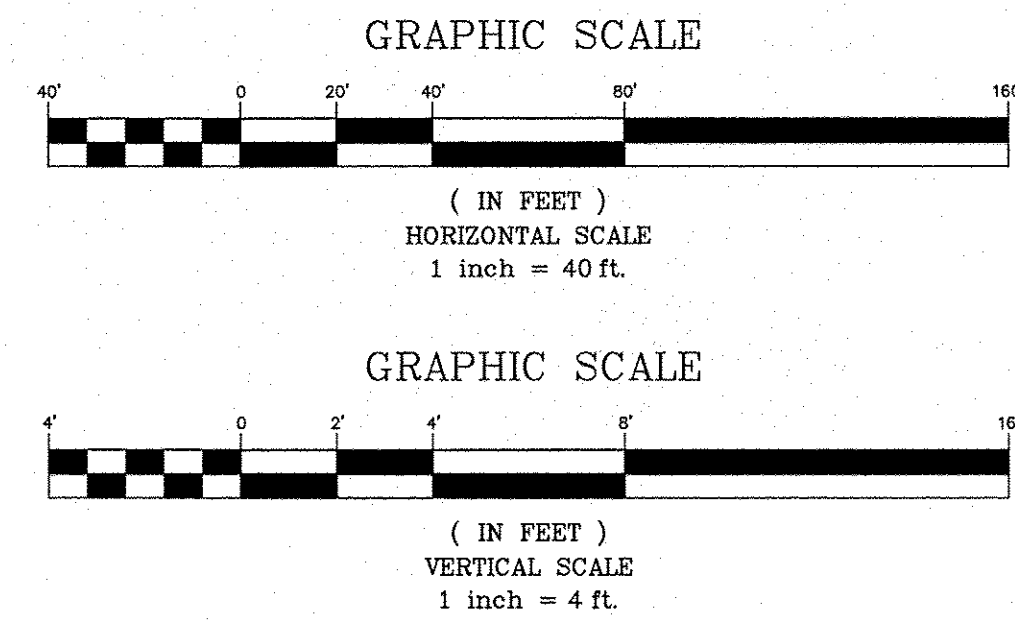 GRAPHIC SCALE
40' 0 20' 40' 80' 160
( IN FEET )
HORIZONTAL SCALE
1 inch = 40 ft.
GRAPHIC SCALE
4' 0 2' 4' 8' 16
( IN FEET )
VERTICAL SCALE
1 inch = 4 ft.